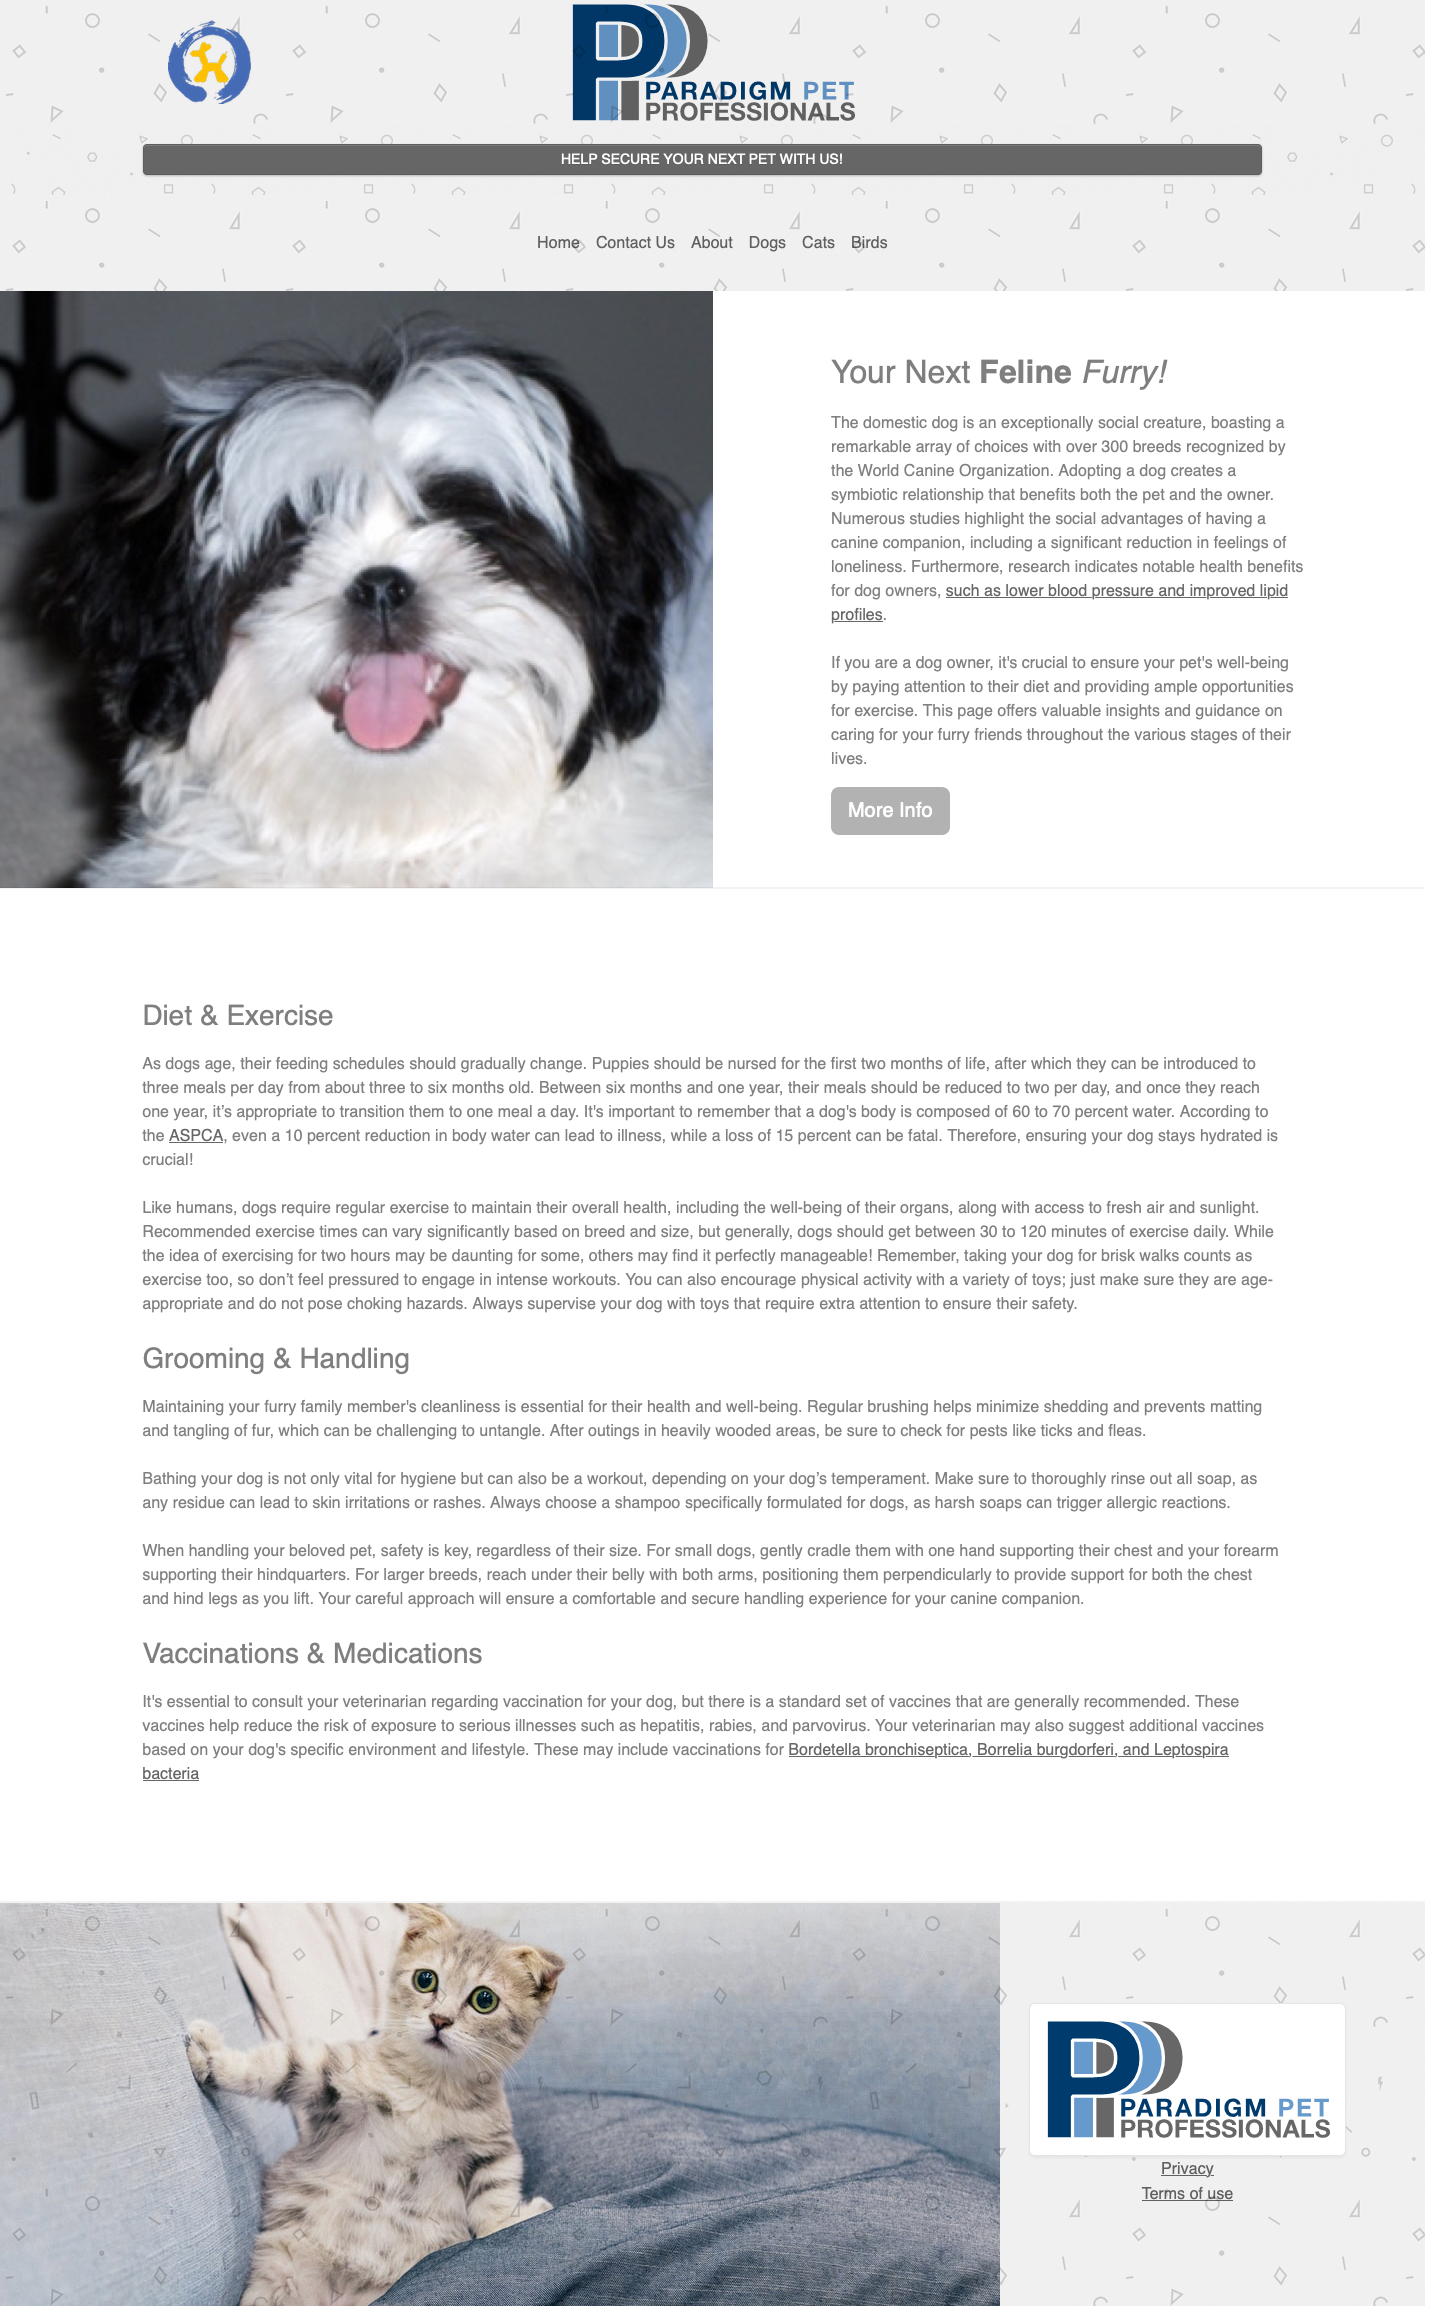 PARADIGM PET
PROFESSIONALS
HELP SECURE YOUR NEXT PET WITH US!
Home Contact Us About Dogs Cats Birds
Your Next Feline Furry!
The domestic dog is an exceptionally social creature, boasting a
remarkable array of choices with over 300 breeds recognized by
the World Canine Organization. Adopting a dog creates a
symbiotic relationship that benefits both the pet and the owner.
Numerous studies highlight the social advantages of having a
canine companion, including a significant reduction in feelings of
loneliness. Furthermore, research indicates notable health benefits
for dog owners, such as lower blood pressure and improved lipid
profiles.
If you are a dog owner, it's crucial to ensure your pet's well-being
by paying attention to their diet and providing ample opportunities
for exercise. This page offers valuable insights and guidance on
caring for your furry friends throughout the various stages of their
lives.
More Info
Diet & Exercise
As dogs age, their feeding schedules should gradually change. Puppies should be nursed for the first two months of life, after which they can be introduced to
three meals per day from about three to six months old. Between six months and one year, their meals should be reduced to two per day, and once they reach
one year, it’s appropriate to transition them to one meal a day. It's important to remember that a dog's body is composed of 60 to 70 percent water. According to
the ASPCA, even a 10 percent reduction in body water can lead to illness, while a loss of 15 percent can be fatal. Therefore, ensuring your dog stays hydrated is
crucial!
Like humans, dogs require regular exercise to maintain their overall health, including the well-being of their organs, along with access to fresh air and sunlight.
Recommended exercise times can vary significantly based on breed and size, but generally, dogs should get between 30 to 120 minutes of exercise daily. While
the idea of exercising for two hours may be daunting for some, others may find it perfectly manageable! Remember, taking your dog for brisk walks counts as
exercise too, so don’t feel pressured to engage in intense workouts. You can also encourage physical activity with a variety of toys; just make sure they are age-
appropriate and do not pose choking hazards. Always supervise your dog with toys that require extra attention to ensure their safety.
Grooming & Handling
Maintaining your furry family member's cleanliness is essential for their health and well-being. Regular brushing helps minimize shedding and prevents matting
and tangling of fur, which can be challenging to untangle. After outings in heavily wooded areas, be sure to check for pests like ticks and fleas.
Bathing your dog is not only vital for hygiene but can also be a workout, depending on your dog’s temperament. Make sure to thoroughly rinse out all soap, as
any residue can lead to skin irritations or rashes. Always choose a shampoo specifically formulated for dogs, as harsh soaps can trigger allergic reactions.
When handling your beloved pet, safety is key, regardless of their size. For small dogs, gently cradle them with one hand supporting their chest and your forearm
supporting their hindquarters. For larger breeds, reach under their belly with both arms, positioning them perpendicularly to provide support for both the chest
and hind legs as you lift. Your careful approach will ensure a comfortable and secure handling experience for your canine companion.
Vaccinations & Medications
It's essential to consult your veterinarian regarding vaccination for your dog, but there is a standard set of vaccines that are generally recommended. These
vaccines help reduce the risk of exposure to serious illnesses such as hepatitis, rabies, and parvovirus. Your veterinarian may also suggest additional vaccines
based on your dog's specific environment and lifestyle. These may include vaccinations for Bordetella bronchiseptica, Borrelia burgdorferi, and Leptospira
bacteria
PARADIGM PET
PROFESSIONALS
Privacy
Terms of use